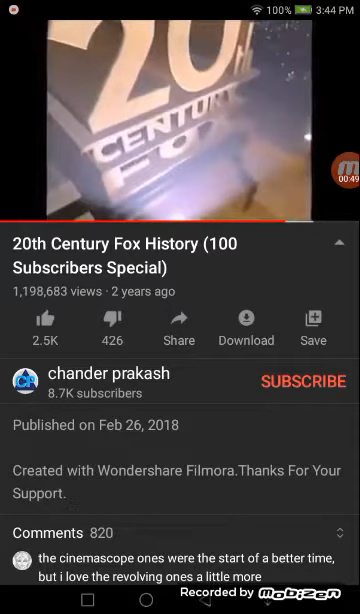 100% 3:44 PM
20th
CENTURY
FOX
00:49
20th Century Fox History (100
Subscribers Special)
1,198,683 views · 2 years ago
2.5K 426 Share Download Save
CP chander prakash SUBSCRIBE
8.7K subscribers
Published on Feb 26, 2018
Created with Wondershare Filmora.Thanks For Your
Support.
Comments 820
the cinemascope ones were the start of a better time,
but i love the revolving ones a little more
Recorded by MOBIZEN